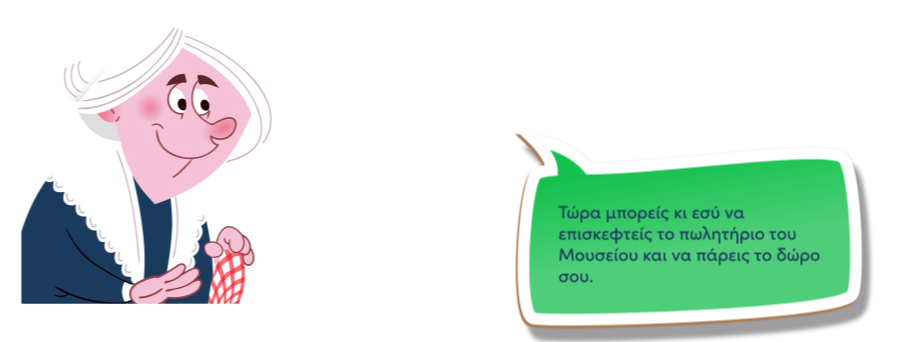 Τώρα μπορείς κι εσύ να
επισκεφτείς το πωλητήριο του
Μουσείου και να πάρεις το δώρο
σου.